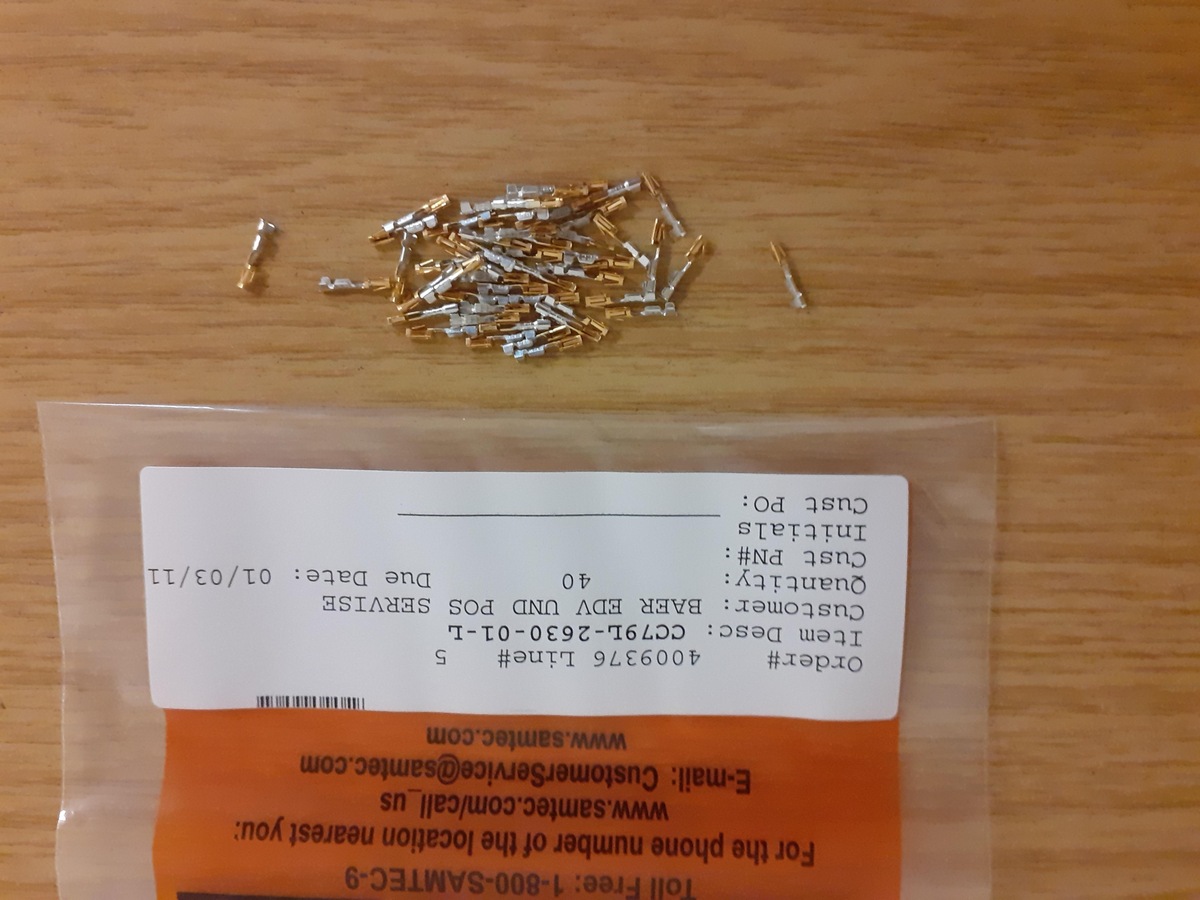 Toll Free: 1-800-SAMTEC-9
For the phone number of the location nearest you:
www.samtec.com/call_us
E-mail: CustomerService@samtec.com
www.samtec.com
Order# 4009376 Line# 5
Item Desc: CC79L-2630-01-L
Customer: BAER EDV UND POS SERVISE
Quantity: 40 Due Date: 01/03/11
Cust PN#:
Initials
Cust PO: